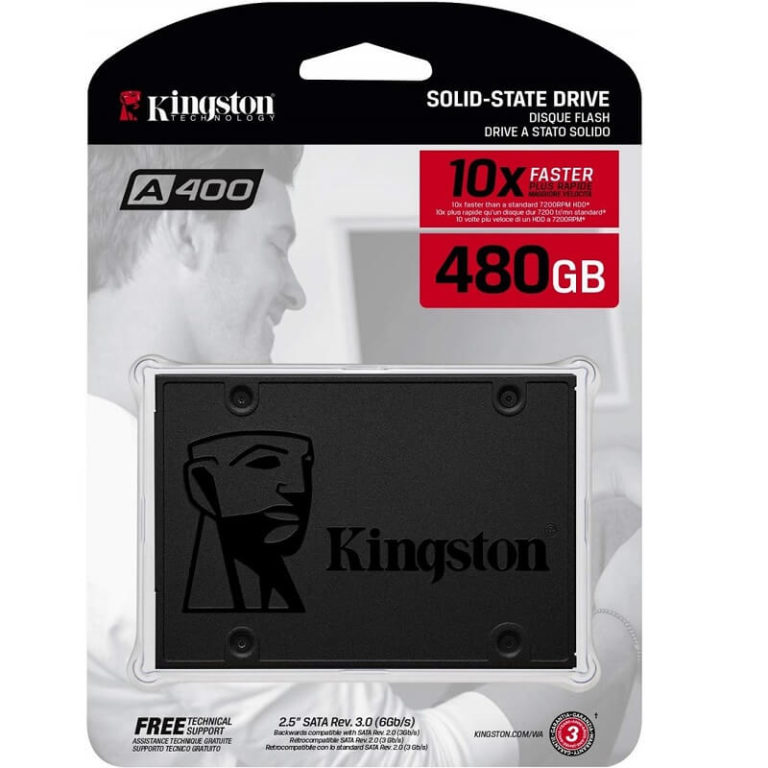 Kingston
TECHNOLOGY
SOLID-STATE DRIVE
DISQUE FLASH
DRIVE A STATO SOLIDO
A400
10x FASTER
PLUS RAPIDE
MAGGIORE VELOCITÀ
10x faster than a standard 7200RPM HDD*
10x plus rapide qu'un disque dur 7200 tr/mn standard*
10 volte più veloce di un HDD a 7200RPM*
480GB
Kingston®
FREE TECHNICAL SUPPORT
ASSISTANCE TECHNIQUE GRATUITE
SUPPORTO TECNICO GRATUITO
2.5" SATA Rev. 3.0 (6Gb/s)
Backwards compatible with SATA Rev. 2.0 (3Gb/s)
Rétrocompatible com SATA Rev. 2.0 (3 Gb/s)
Retrocompatibile con lo standard SATA Rev. 2.0 (3 Gb/s)
KINGSTON.COM/WA
3
†